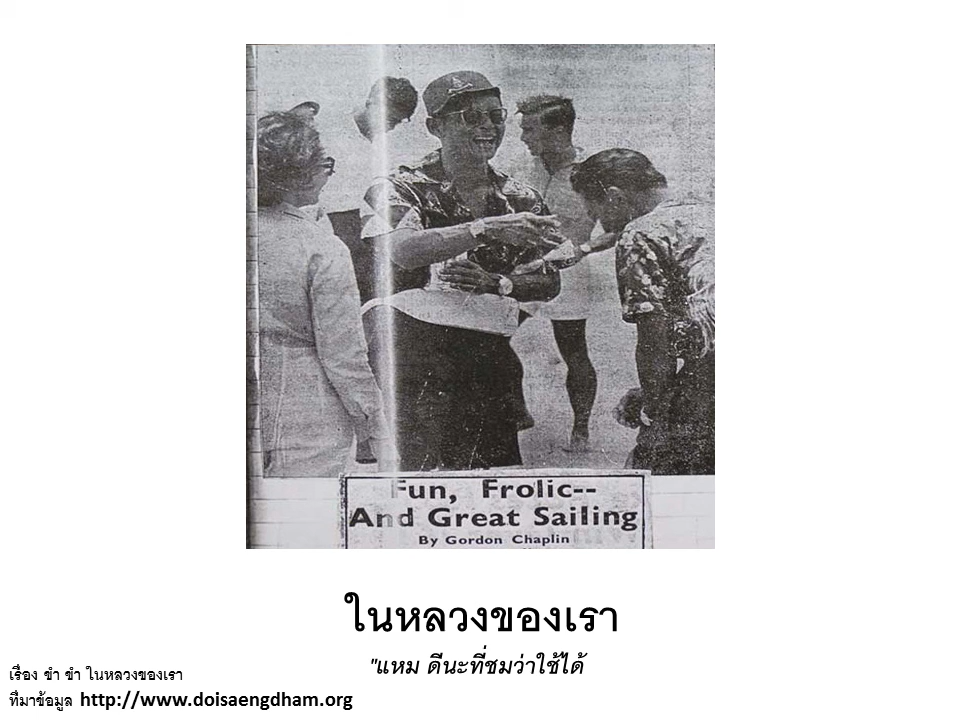 Fun, Frolic--
And Great Sailing
By Gordon Chaplin
ในหลวงของเรา
"แหม ดีนะที่ชมว่าใช้ได้
เรื่อง ขำ ขำ ในหลวงของเรา
ที่มาข้อมูล http://www.doisaengdham.org